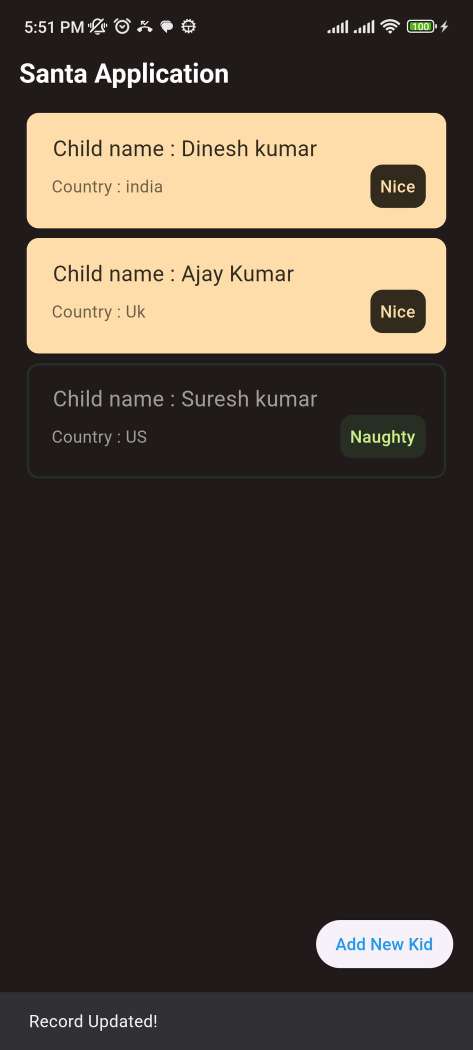 5:51 PM
100
Santa Application
Child name : Dinesh kumar
Country : india
Nice
Child name : Ajay Kumar
Country : Uk
Nice
Child name : Suresh kumar
Country : US
Naughty
Add New Kid
Record Updated!